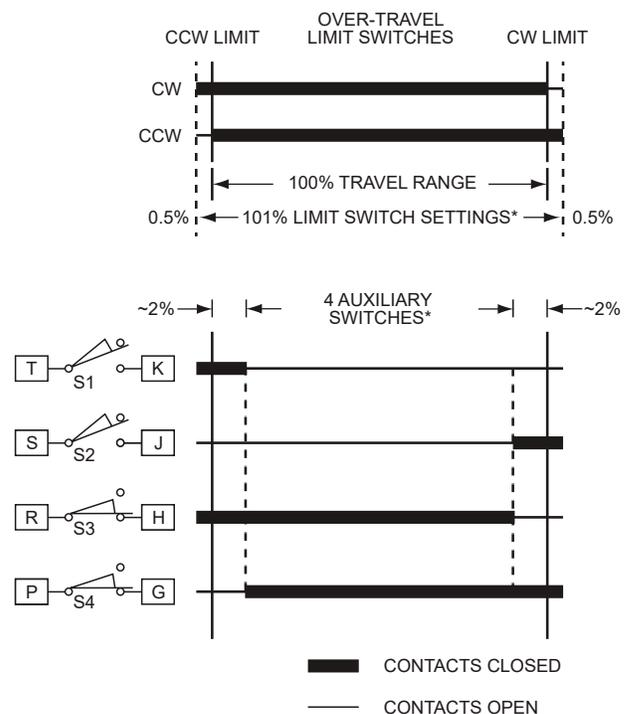 OVER-TRAVEL
CCW LIMIT LIMIT SWITCHES CW LIMIT
CW
CCW
100% TRAVEL RANGE
0.5% 101% LIMIT SWITCH SETTINGS* 0.5%
~2% 4 AUXILIARY ~2%
SWITCHES*
T S1 K
S S2 J
R S3 H
P S4 G
CONTACTS CLOSED
CONTACTS OPEN